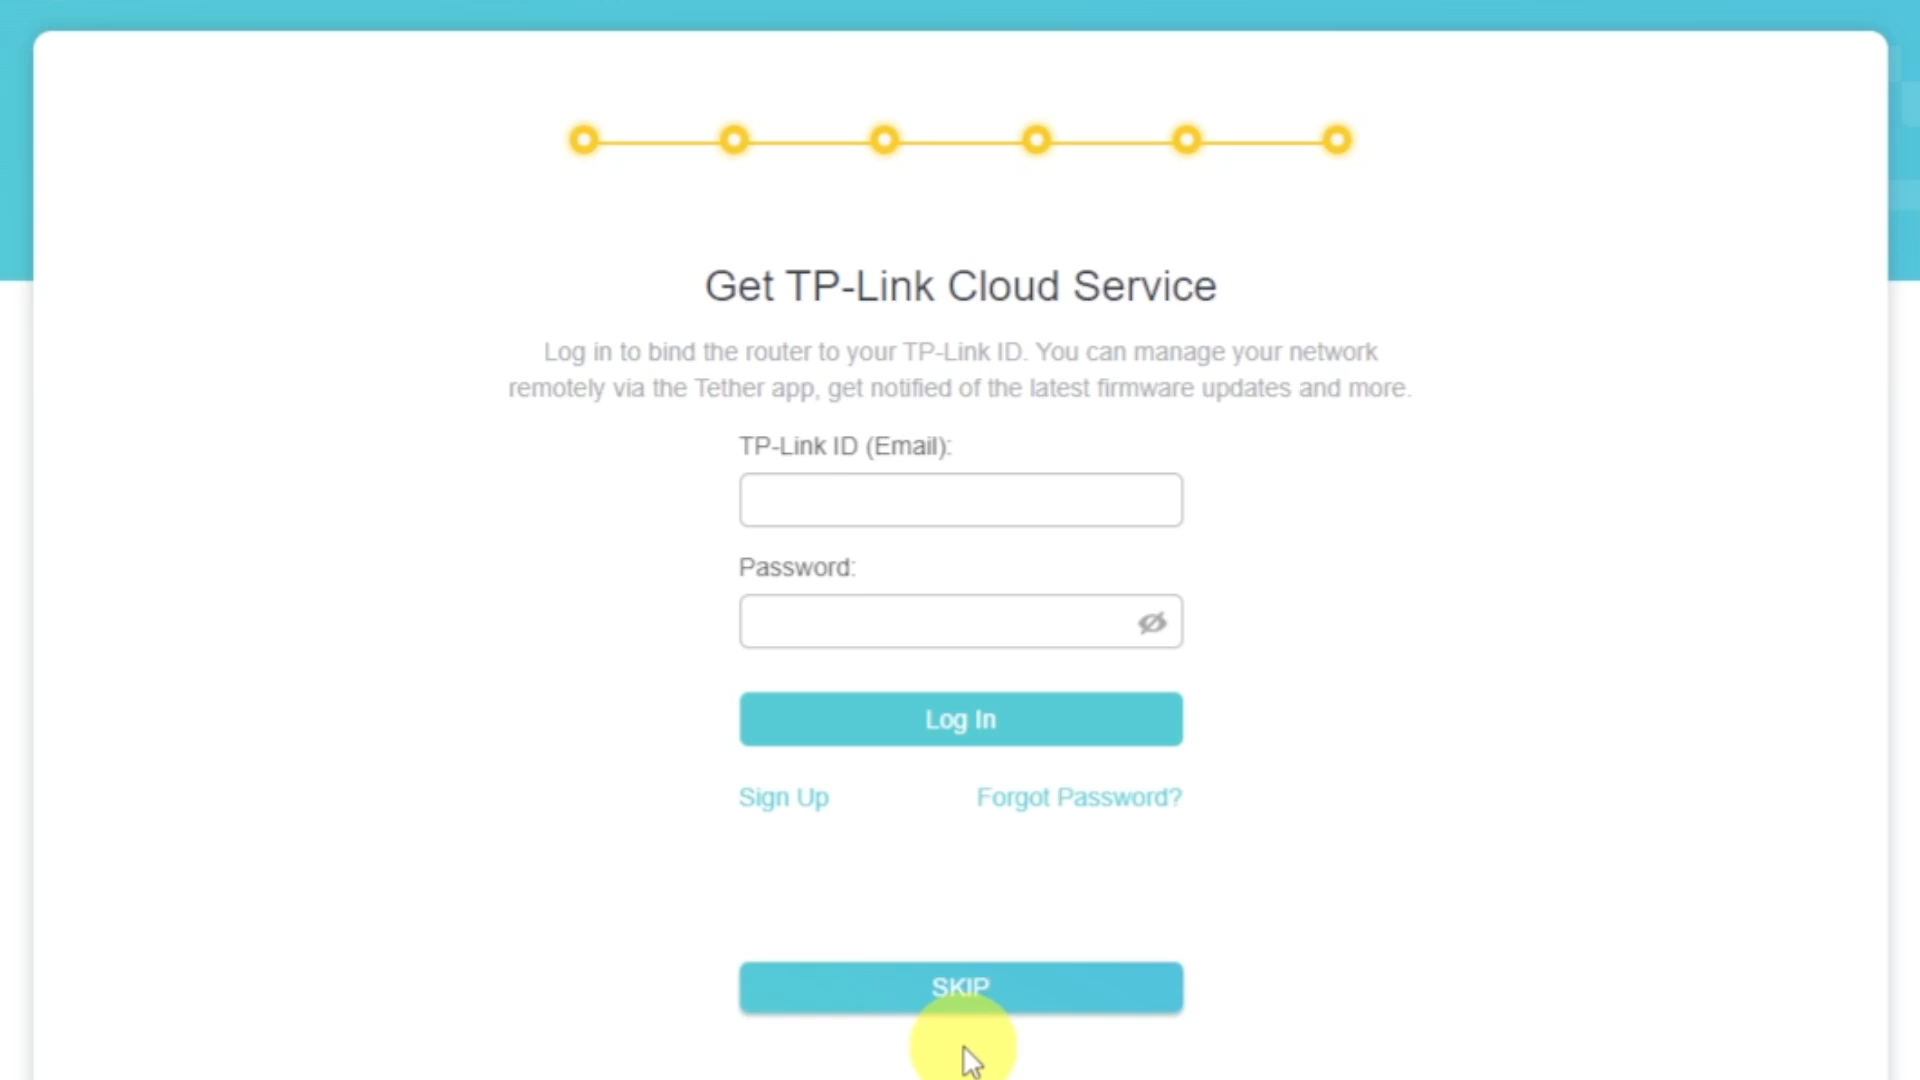 Get TP-Link Cloud Service
Log in to bind the router to your TP-Link ID. You can manage your network
remotely via the Tether app, get notified of the latest firmware updates and more.
TP-Link ID (Email):
Password:
Log In
Sign Up
Forgot Password?
SKIP